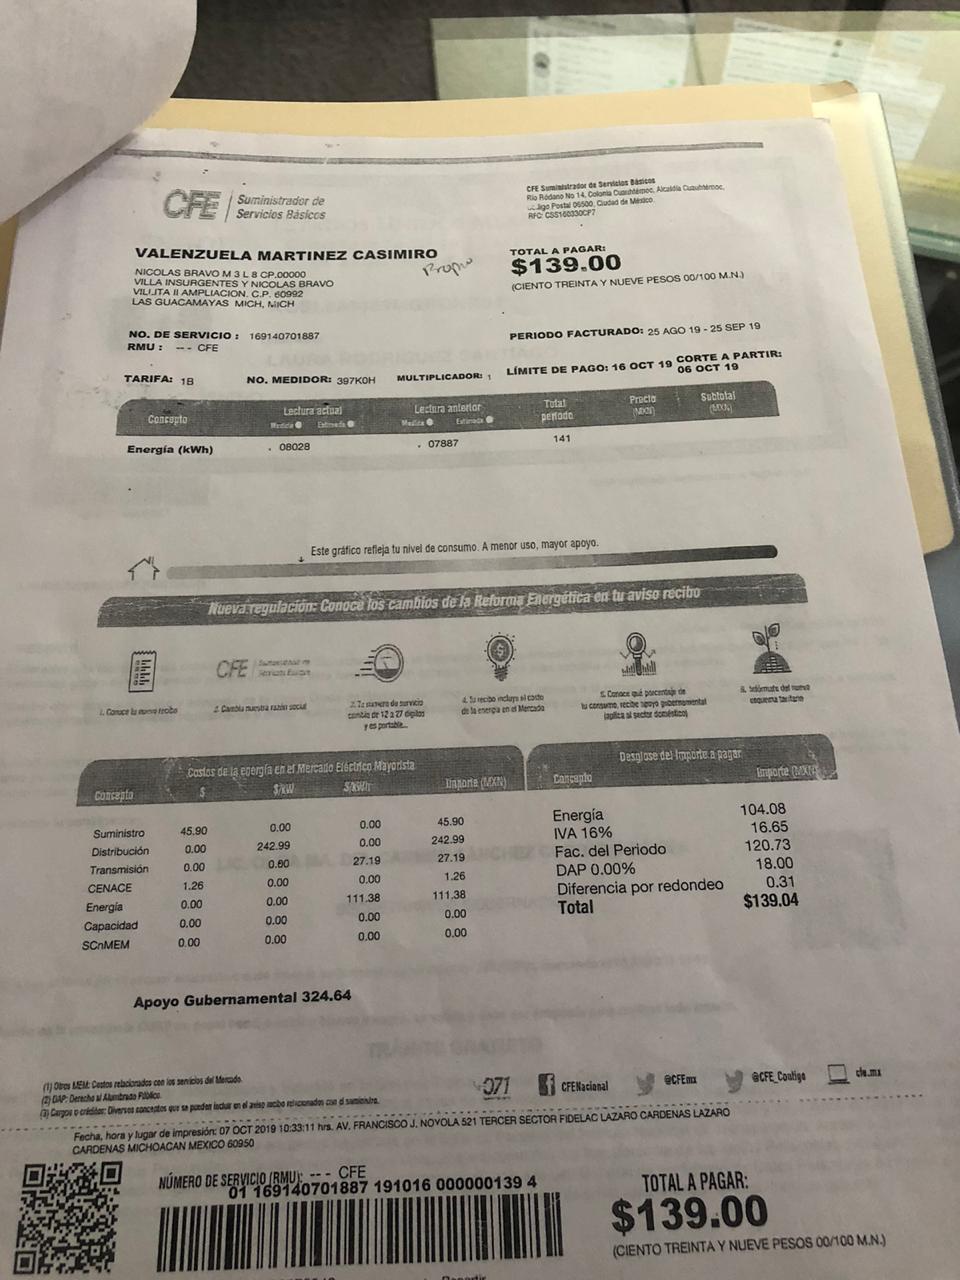 CFE Suministrador de Servicios Básicos
CFE Suministrador de Servicios Básicos
Río Ródano No 14, Colonia Cuauhtémoc, Alcaldía Cuauhtémoc,
Postal 06500, Ciudad de México.
RFC: CSS160330CP7
VALENZUELA MARTINEZ CASIMIRO
NICOLAS BRAVO M 3 L 8 CP.00000
VILLA INSURGENTES Y NICOLAS BRAVO
VILLITA II AMPLIACION. C.P. 60992
LAS GUACAMAYAS MICH, MICH
TOTAL A PAGAR:
$139.00
(CIENTO TREINTA Y NUEVE PESOS 00/100 M.N.)
NO. DE SERVICIO : 169140701887
RMU : -- - CFE
PERIODO FACTURADO: 25 AGO 19 - 25 SEP 19
TARIFA: 1B NO. MEDIDOR: 397K0H MULTIPLICADOR: 1 LÍMITE DE PAGO: 16 OCT 19 CORTE A PARTIR: 06 OCT 19
Concepto Lectura actual Lectura anterior Total periodo Precio (MXN) Subtotal (MXN)
Medida Estimada Medida Estimada
Energía (kWh) 08028 07887 141
Este gráfico refleja tu nivel de consumo. A menor uso, mayor apoyo.
Nueva regulación: Conoce los cambios de la Reforma Energética en tu aviso recibo
CFE Suministrador de Servicios Básicos
1. Conoce tu nuevo recibo
2. Cambia nuestra razón social
3. Tu número de servicio cambia de 12 a 27 dígitos y es portable...
4. Tu recibo incluye el costo de la energía en el Mercado
5. Conoce qué porcentaje de tu consumo, recibe apoyo gubernamental (aplica al sector doméstico)
6. Infórmate del nuevo esquema tarifario
Costos de la energía en el Mercado Eléctrico Mayorista
Concepto $ $/kW $/kWh Importe (MXN)
Suministro 45.90 0.00 0.00 45.90
Distribución 0.00 242.99 0.00 242.99
Transmisión 0.00 0.00 27.19 27.19
CENACE 1.26 0.00 0.00 1.26
Energía 0.00 0.00 111.38 111.38
Capacidad 0.00 0.00 0.00 0.00
SCnMEM 0.00 0.00 0.00 0.00
Desglose del importe a pagar
Concepto Importe (MXN)
Energía 104.08
IVA 16% 16.65
Fac. del Periodo 120.73
DAP 0.00% 18.00
Diferencia por redondeo 0.31
Total $139.04
Apoyo Gubernamental 324.64
(1) Otros MEM: Costos relacionados con los servicios del Mercado.
(2) DAP: Derecho al Alumbrado Público.
(3) Cargos o créditos: Diversos conceptos que se pueden incluir en el aviso recibo relacionados con el suministro.
071 CFENacional @CFEmx @CFE_Contigo cfe.mx
Fecha, hora y lugar de impresión: 07 OCT 2019 10:33:11 hrs. AV. FRANCISCO J. NOYOLA 521 TERCER SECTOR FIDELAC LAZARO CARDENAS LAZARO
CARDENAS MICHOACAN MEXICO 60950
NÚMERO DE SERVICIO (RMU): -- - CFE
01 169140701887 191016 000000139 4
TOTAL A PAGAR:
$139.00
(CIENTO TREINTA Y NUEVE PESOS 00/100 M.N.)